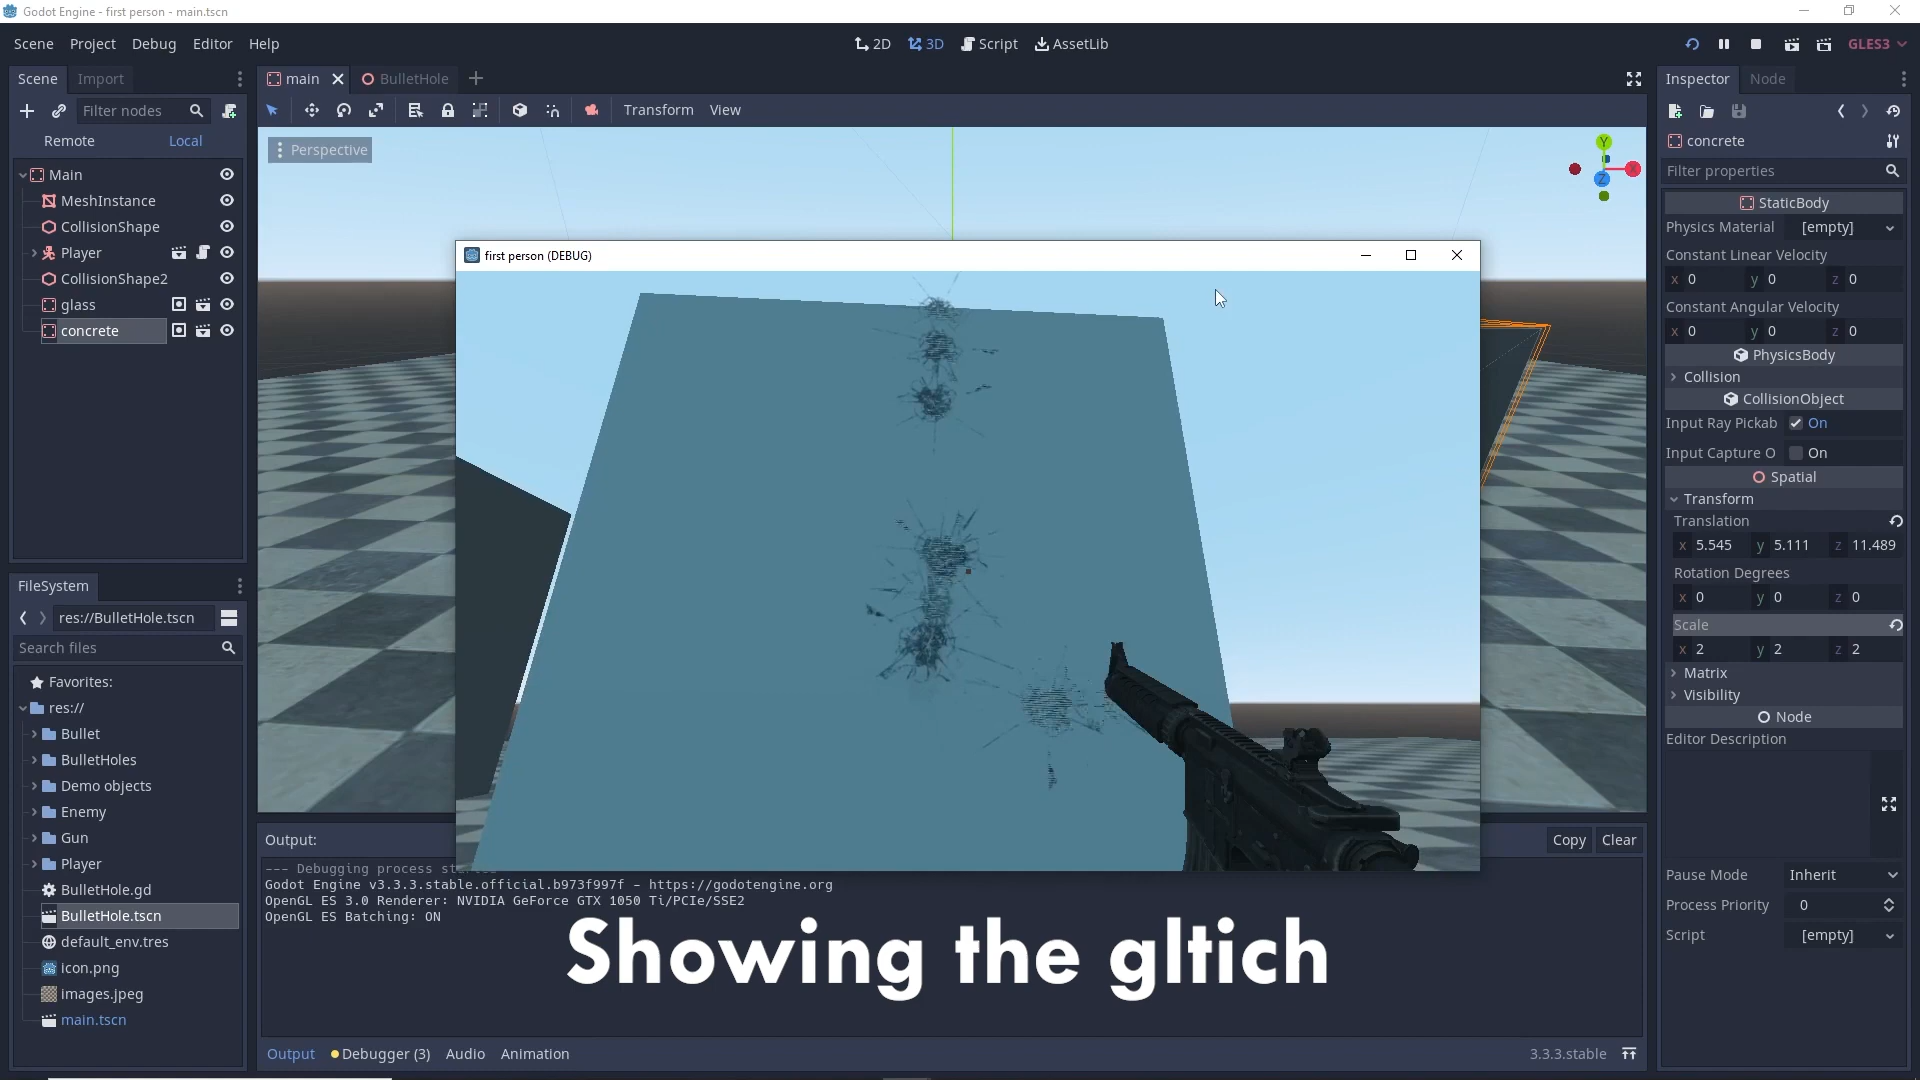 Godot Engine - first person - main.tscn
Scene Project Debug Editor Help
2D 3D Script AssetLib
GLES3
Scene Import
Filter nodes
Remote Local
Main
MeshInstance
CollisionShape
Player
CollisionShape2
glass
concrete
FileSystem
res://BulletHole.tscn
Search files
Favorites:
res://
Bullet
BulletHoles
Demo objects
Enemy
Gun
Player
BulletHole.gd
BulletHole.tscn
default_env.tres
icon.png
images.jpeg
main.tscn
main BulletHole
Transform View
Perspective
Y
X
Z
first person (DEBUG)
Output:
Copy Clear
--- Debugging process st
Godot Engine v3.3.3.stable.official.b973f997f - https://godotengine.org
OpenGL ES 3.0 Renderer: NVIDIA GeForce GTX 1050 Ti/PCIe/SSE2
OpenGL ES Batching: ON
Showing the gltich
Output Debugger (3) Audio Animation
3.3.3.stable
Inspector Node
concrete
Filter properties
StaticBody
Physics Material [empty]
Constant Linear Velocity
x 0 y 0 z 0
Constant Angular Velocity
x 0 y 0 z 0
PhysicsBody
Collision
CollisionObject
Input Ray Pickab On
Input Capture O On
Spatial
Transform
Translation
x 5.545 y 5.111 z 11.489
Rotation Degrees
x 0 y 0 z 0
Scale
x 2 y 2 z 2
Matrix
Visibility
Node
Editor Description
Pause Mode Inherit
Process Priority 0
Script [empty]